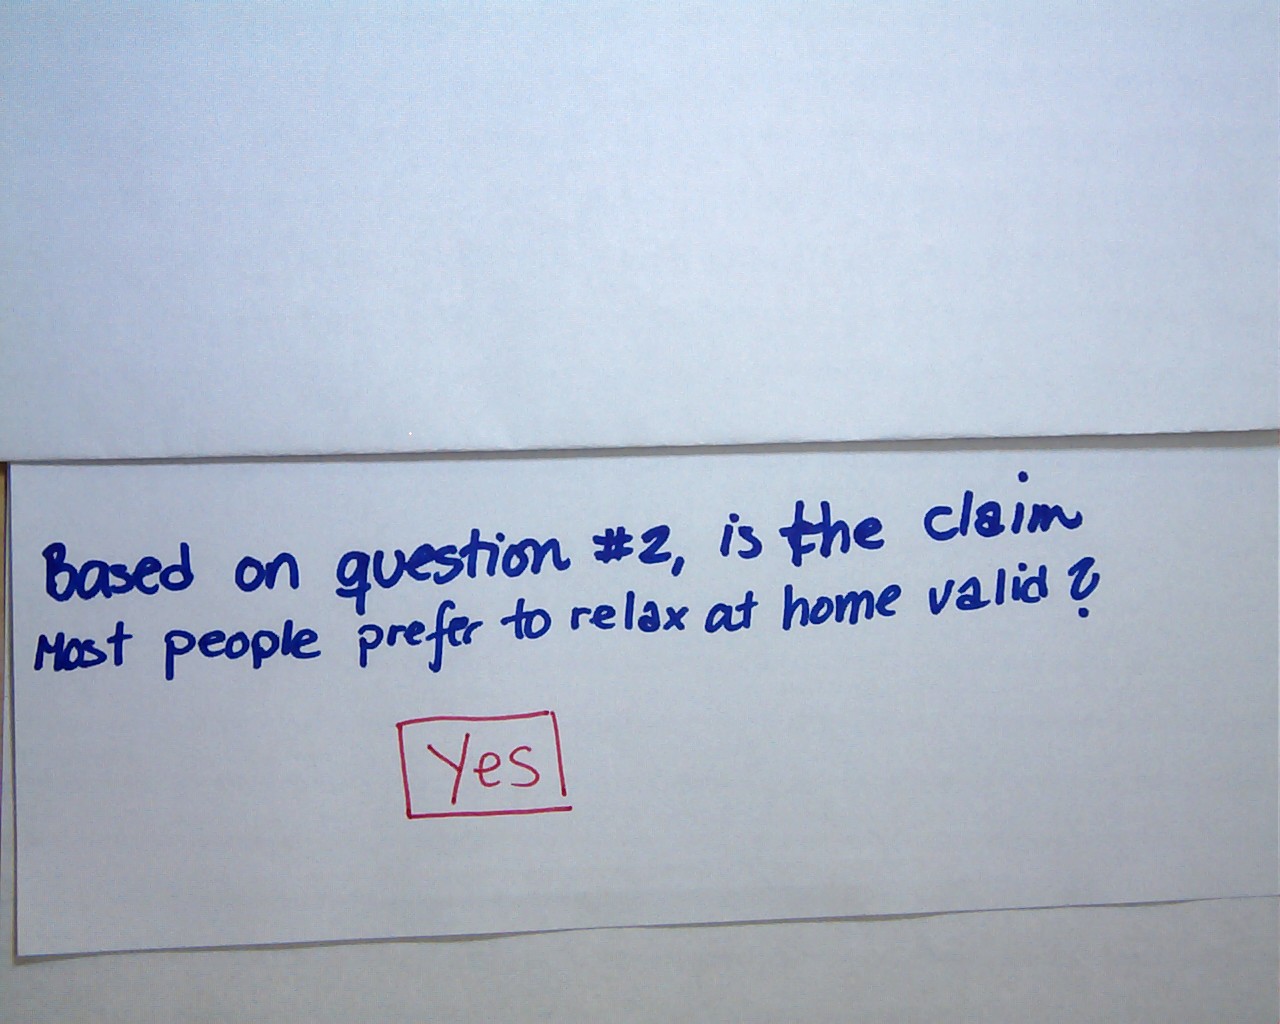 Based on question #2, is the claim
Most people prefer to relax at home valid?
Yes